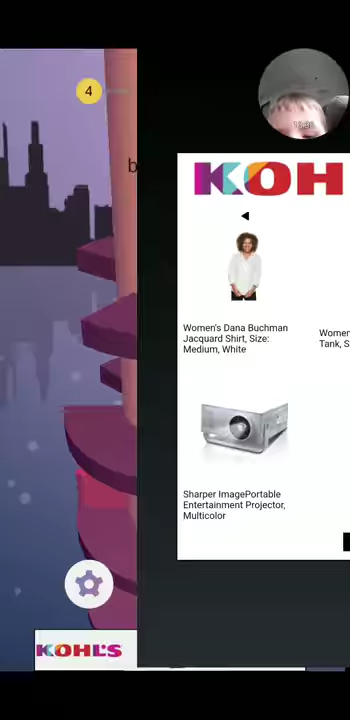 4
b
KOH
Women's Dana Buchman
Jacquard Shirt, Size:
Medium, White
Women
Tank, S
Sharper ImagePortable
Entertainment Projector,
Multicolor
KOHL'S